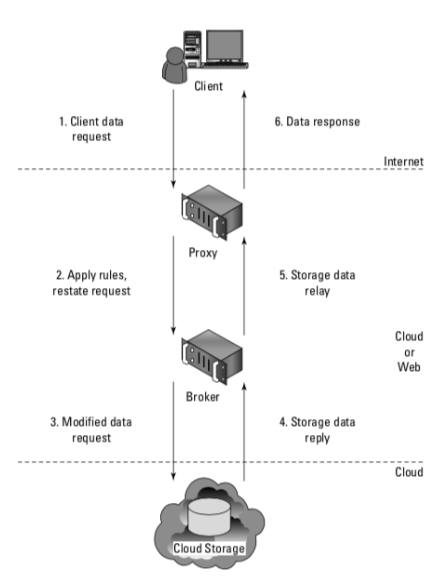 Client
1. Client data
request
6. Data response
Internet
Proxy
2. Apply rules,
restate request
5. Storage data
relay
Cloud
or
Web
Broker
3. Modified data
request
4. Storage data
reply
Cloud
Cloud Storage